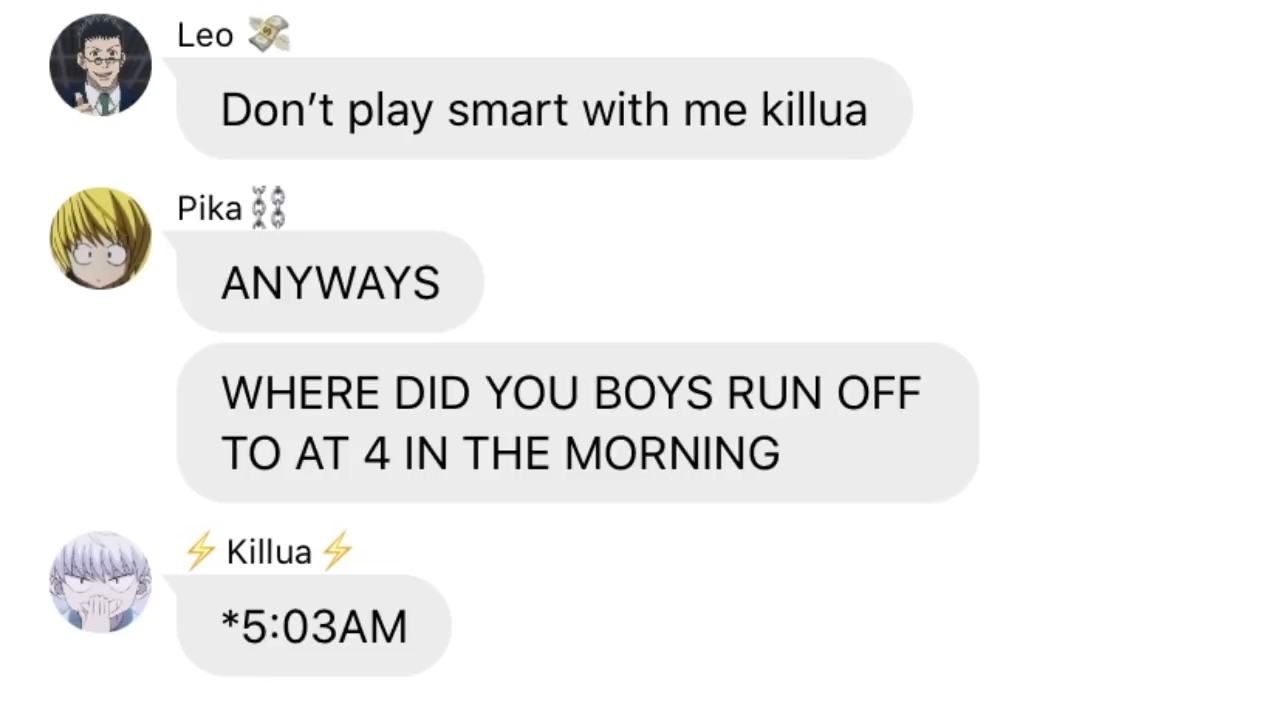 Leo 💸
Don’t play smart with me killua
Pika⛓
ANYWAYS
WHERE DID YOU BOYS RUN OFF
TO AT 4 IN THE MORNING
⚡Killua⚡
*5:03AM